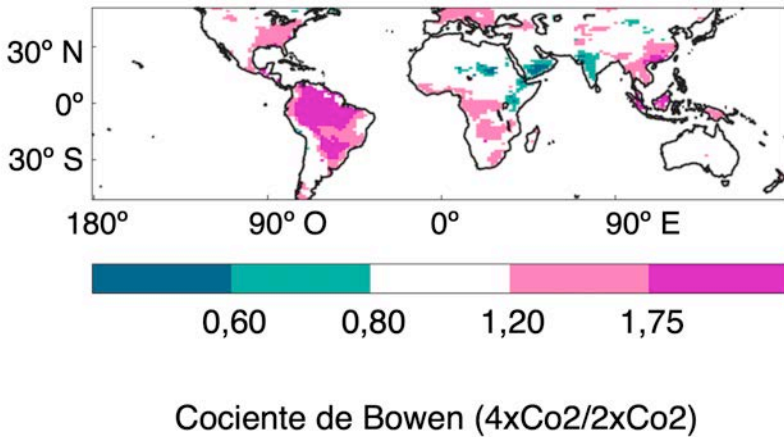 30º N
0º
30º S
180º 90º O 0º 90º E
0,60 0,80 1,20 1,75
Cociente de Bowen (4xCo2/2xCo2)